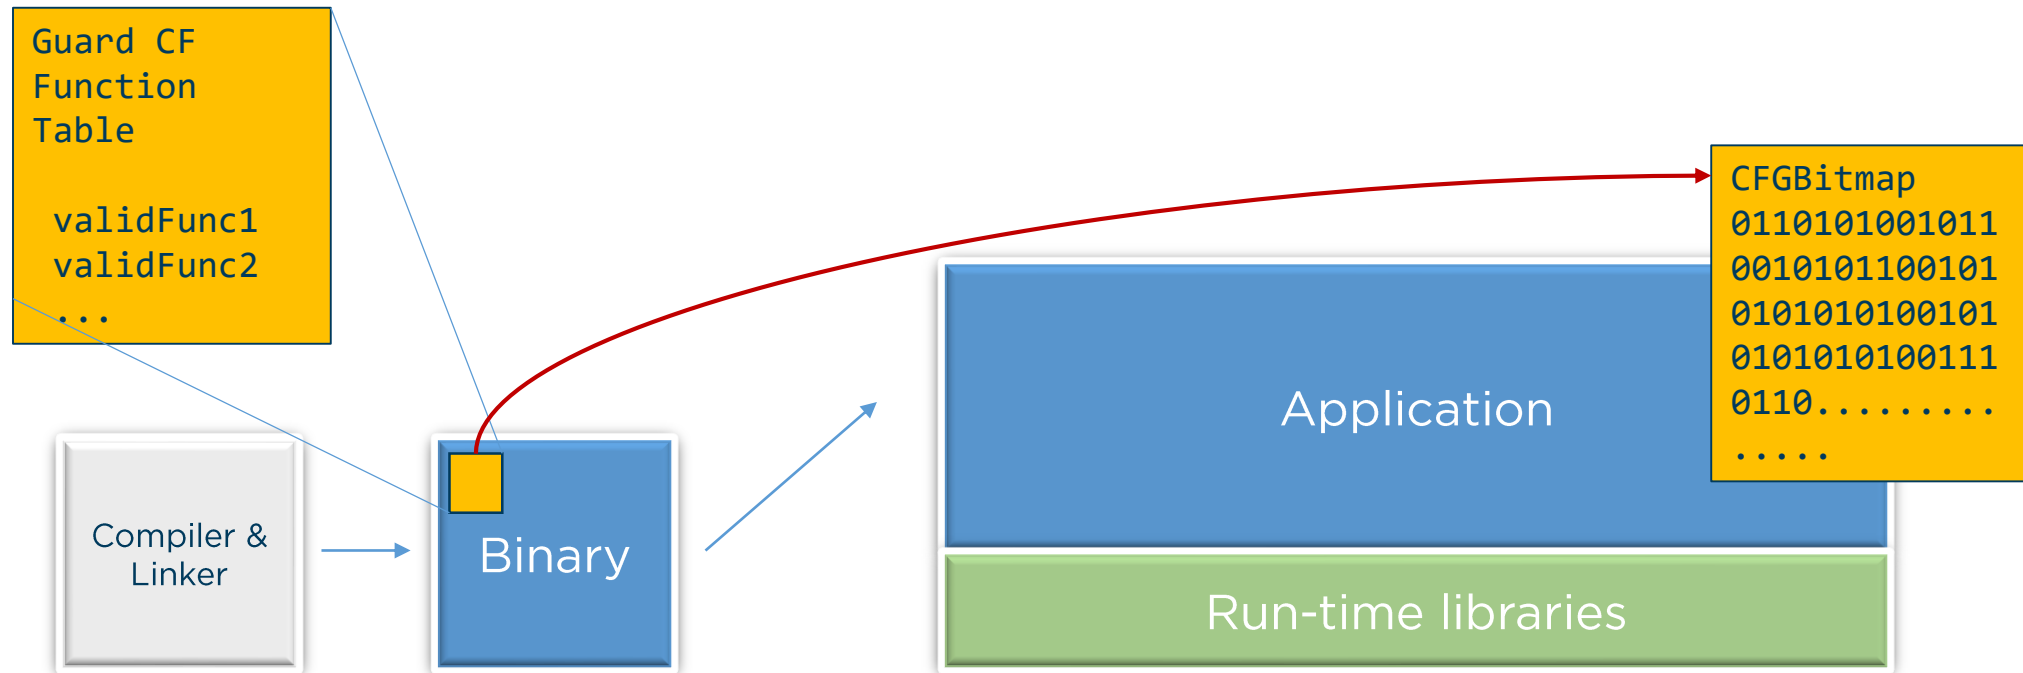 Guard CF
Function
Table
validFunc1
validFunc2
...
CFGBitmap
0110101001011
0010101100101
0101010100101
0101010100111
0110.........
.....
Application
Compiler &
Linker
Binary
Run-time libraries